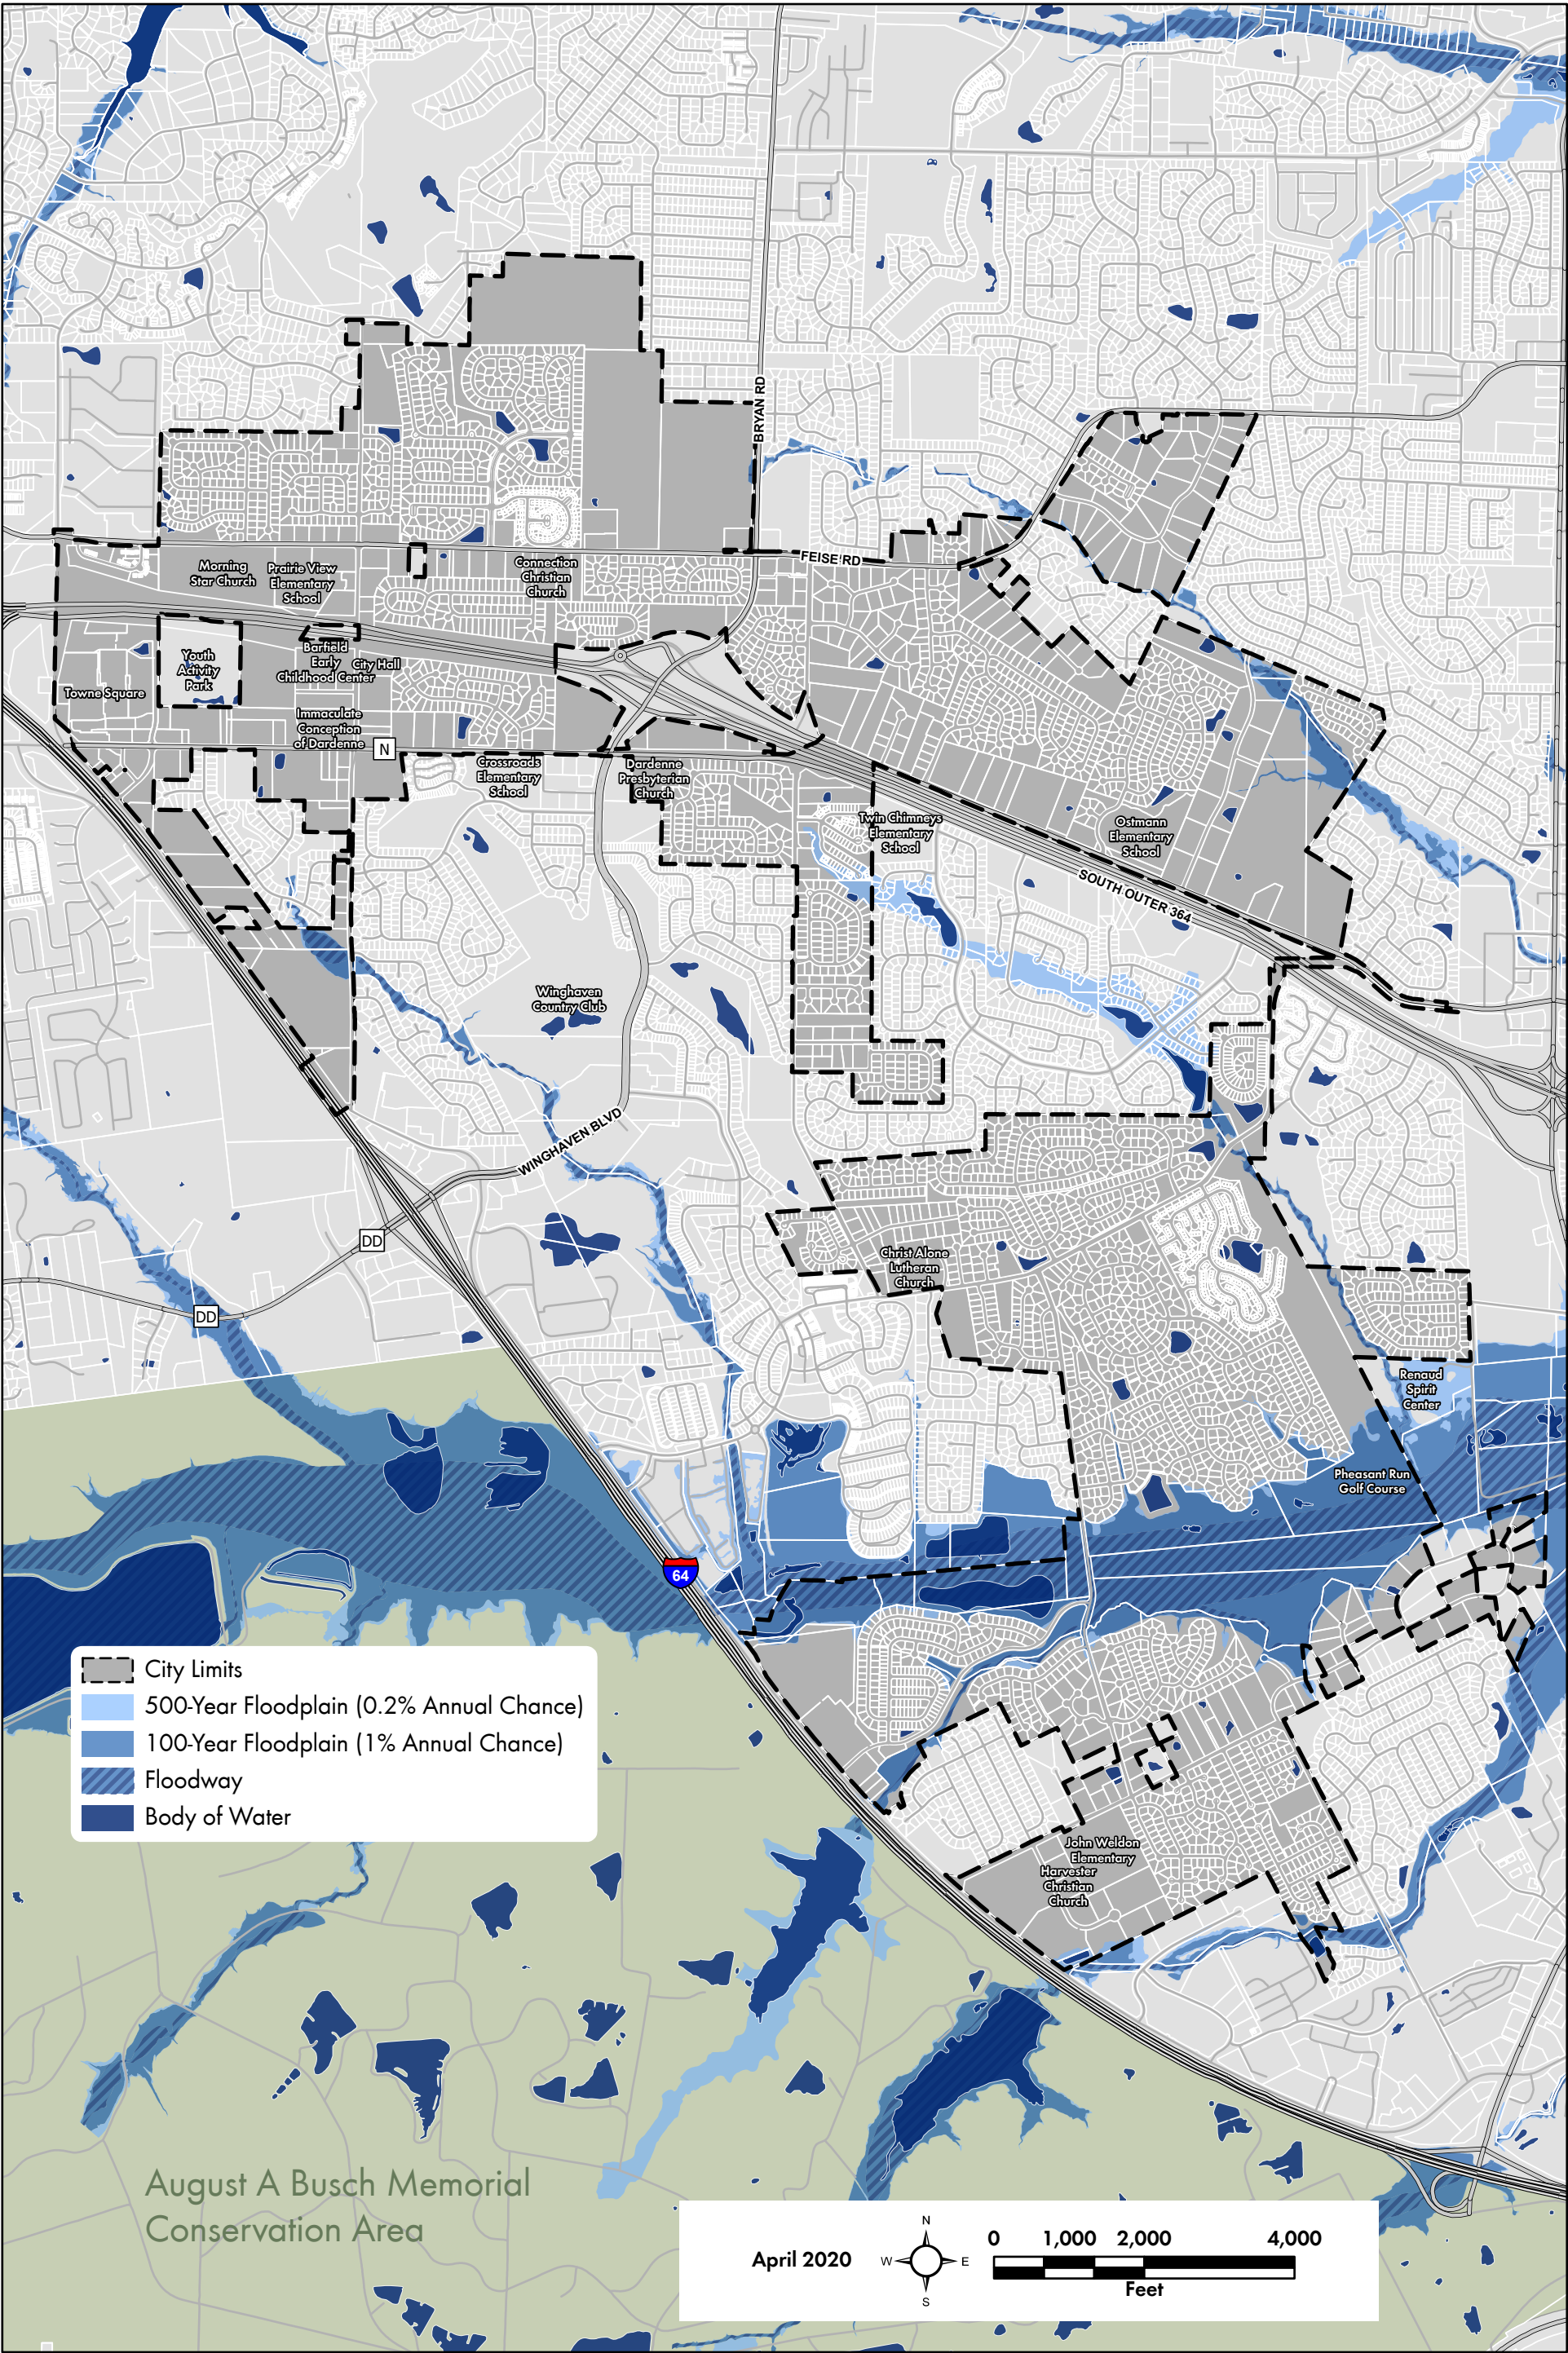 BRYAN RD
FEISE RD
Morning
Star Church
Prairie View
Elementary
School
Connection
Christian
Church
Youth
Activity
Park
Barfield
Early
Childhood Center
City Hall
Towne Square
Immaculate
Conception
of Dardenne
N
Crossroads
Elementary
School
Dardenne
Presbyterian
Church
Twin Chimneys
Elementary
School
Ostmann
Elementary
School
SOUTH OUTER 364
Winghaven
Country Club
WINGHAVEN BLVD
DD
DD
Christ Alone
Lutheran
Church
Renaud
Spirit
Center
Pheasant Run
Golf Course
64
City Limits
500-Year Floodplain (0.2% Annual Chance)
100-Year Floodplain (1% Annual Chance)
Floodway
Body of Water
John Weldon
Elementary
Harvester
Christian
Church
August A Busch Memorial
Conservation Area
April 2020
N
W
E
S
0 1,000 2,000 4,000
Feet